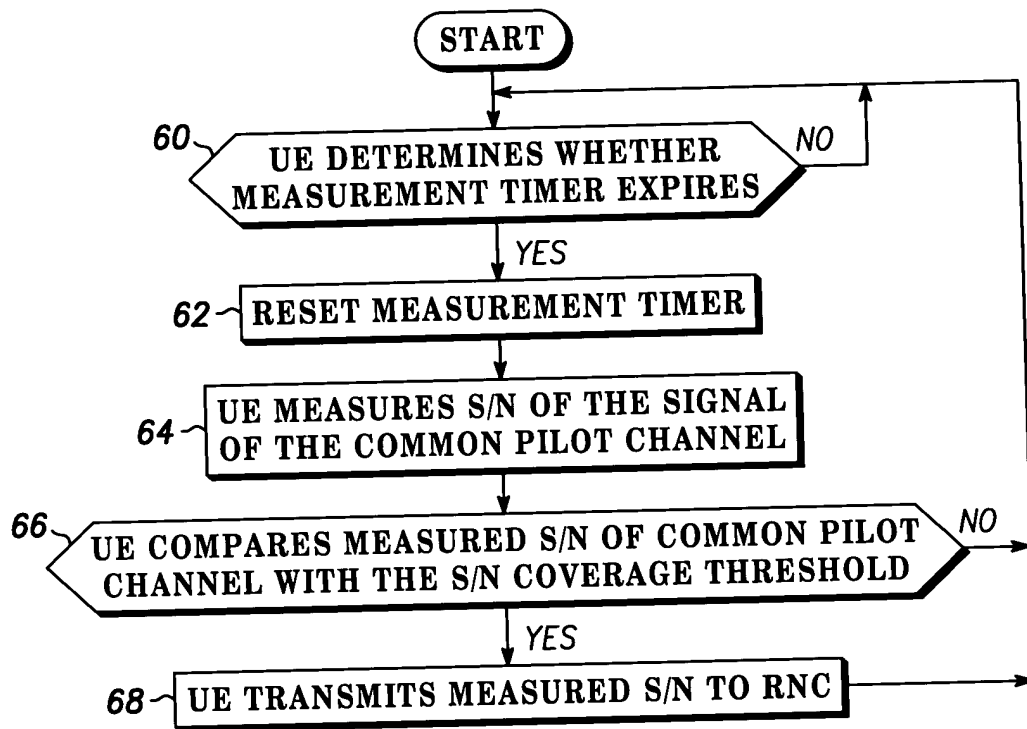 START
60
UE DETERMINES WHETHER
MEASUREMENT TIMER EXPIRES
NO
YES
62
RESET MEASUREMENT TIMER
64
UE MEASURES S/N OF THE SIGNAL
OF THE COMMON PILOT CHANNEL
66
UE COMPARES MEASURED S/N OF COMMON PILOT
CHANNEL WITH THE S/N COVERAGE THRESHOLD
NO
YES
68
UE TRANSMITS MEASURED S/N TO RNC